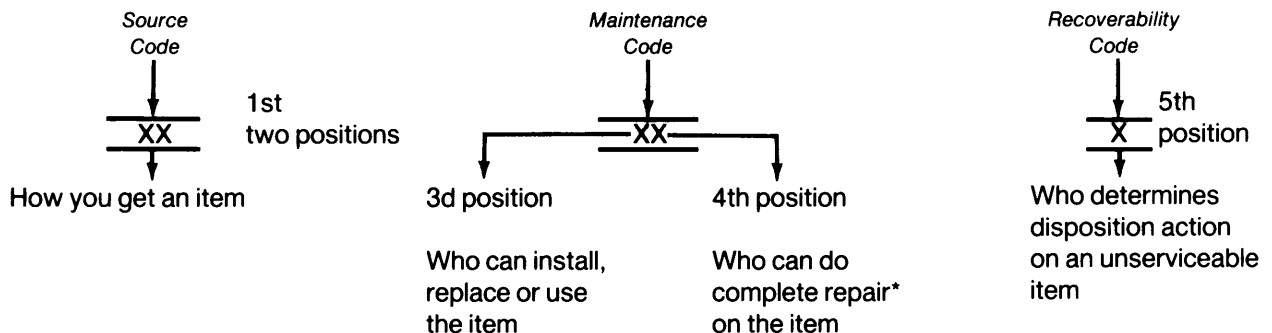 Source
Code
XX
1st
two positions
How you get an item
Maintenance
Code
XX
3d position
Who can install,
replace or use
the item
4th position
Who can do
complete repair*
on the item
Recoverability
Code
X
5th
position
Who determines
disposition action
on an unserviceable
item